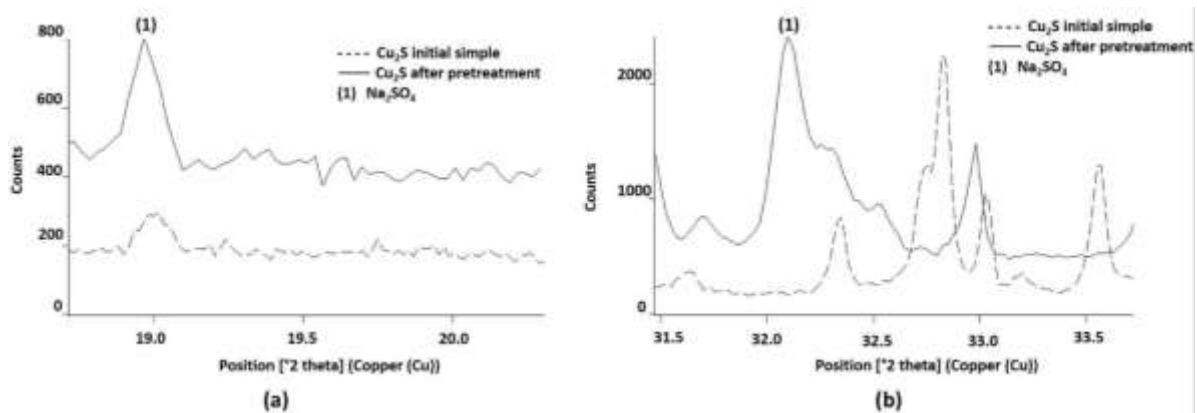 (1)
800
600
400
200
0
Counts
Cu₂S initial simple
Cu₂S after pretreatment
(1) Na₂SO₄
19.0 19.5 20.0
Position [°2 theta] (Copper (Cu))
(a)
(1)
2000
1000
0
Counts
Cu₂S initial simple
Cu₂S after pretreatment
(1) Na₂SO₄
31.5 32.0 32.5 33.0 33.5
Position [°2 theta] (Copper (Cu))
(b)